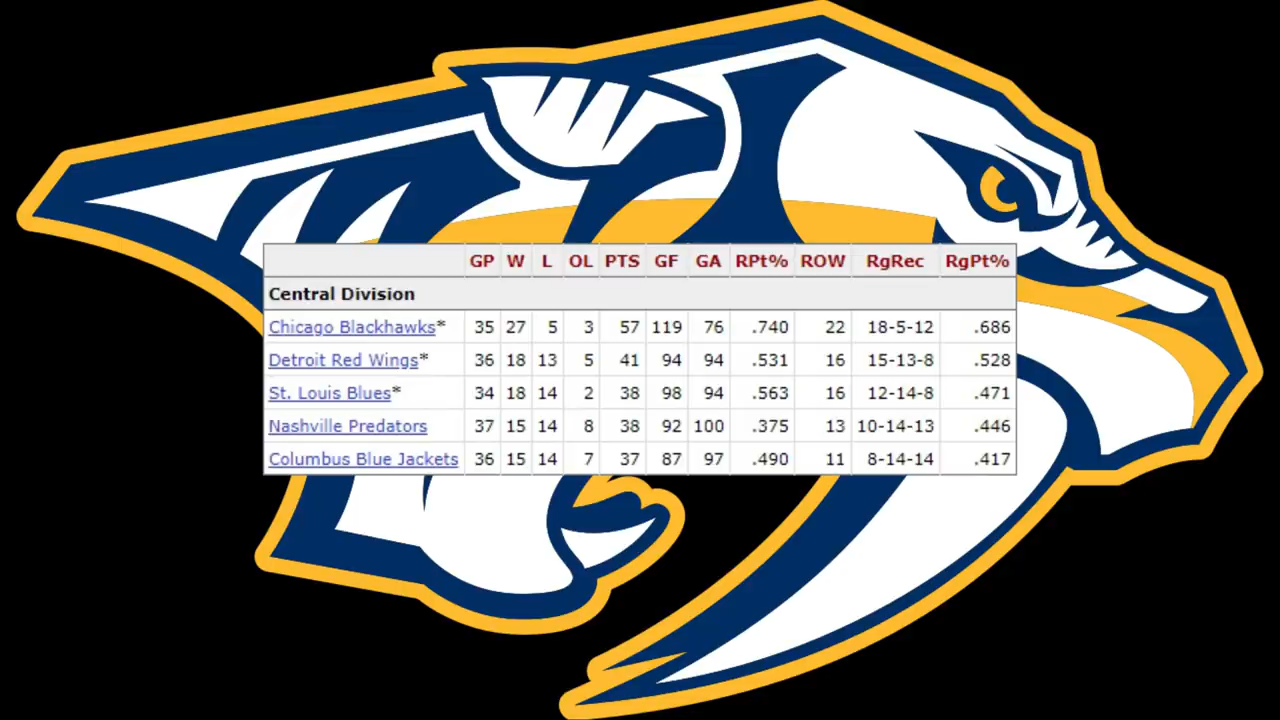 GP W L OL PTS GF GA RPt% ROW RgRec RgPt%
Central Division
Chicago Blackhawks* 35 27 5 3 57 119 76 .740 22 18-5-12 .686
Detroit Red Wings* 36 18 13 5 41 94 94 .531 16 15-13-8 .528
St. Louis Blues* 34 18 14 2 38 98 94 .563 16 12-14-8 .471
Nashville Predators 37 15 14 8 38 92 100 .375 13 10-14-13 .446
Columbus Blue Jackets 36 15 14 7 37 87 97 .490 11 8-14-14 .417